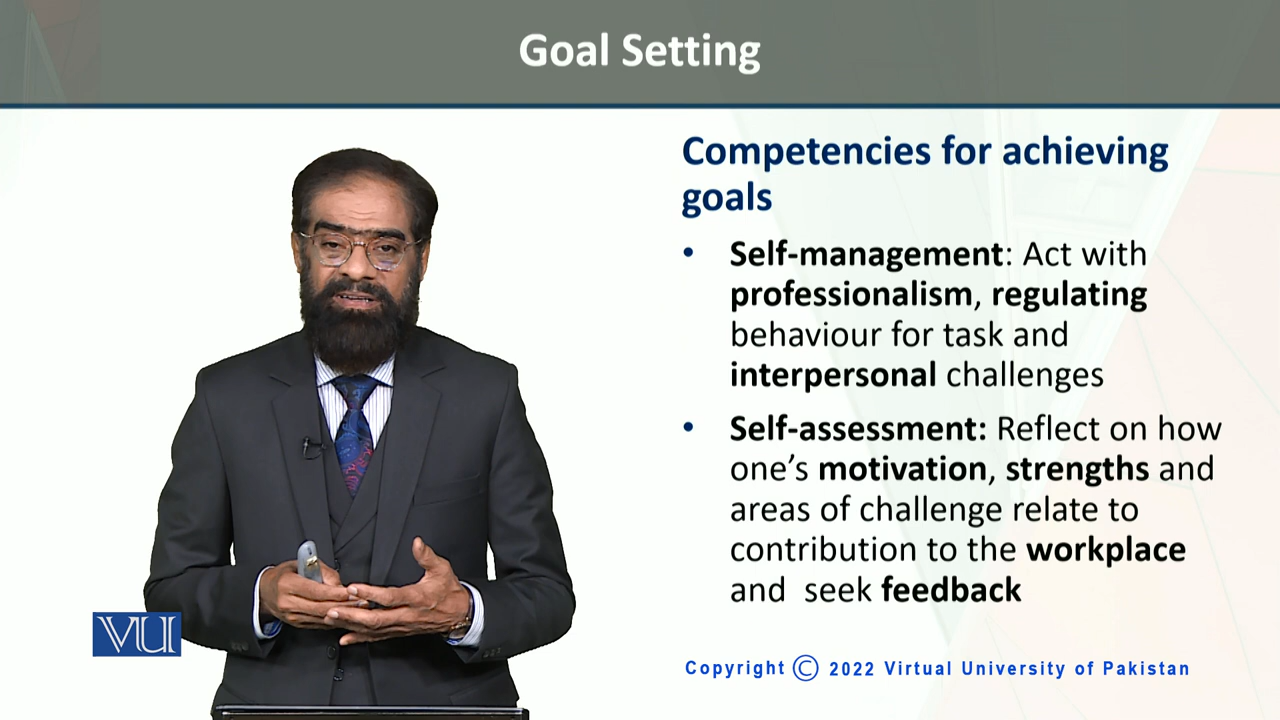 Goal Setting
Competencies for achieving
goals
• Self-management: Act with
professionalism, regulating
behaviour for task and
interpersonal challenges
• Self-assessment: Reflect on how
one's motivation, strengths and
areas of challenge relate to
contribution to the workplace
and  seek feedback
VU
Copyright © 2022 Virtual University of Pakistan